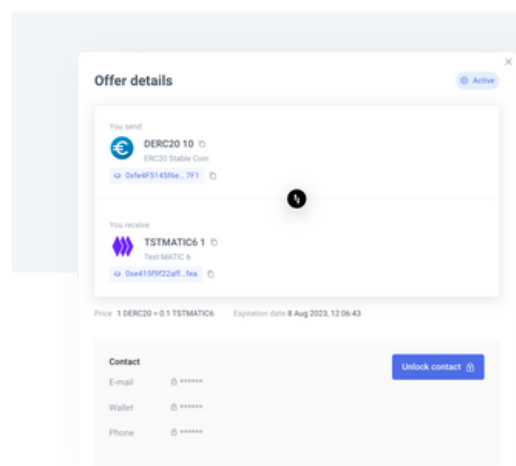 Offer details
Active
You send
DERC20 10
ERC20 Stable Coin
0xfe4F5145f6e... 7F1
You receive
TSTMATIC6 1
Test MATIC 6
0xe415f9f22aff...fea
Price 1 DERC20 = 0.1 TSTMATIC6 Expiration date 8 Aug 2023, 12:06:43
Contact
Unlock contact
E-mail ******
Wallet ******
Phone ******